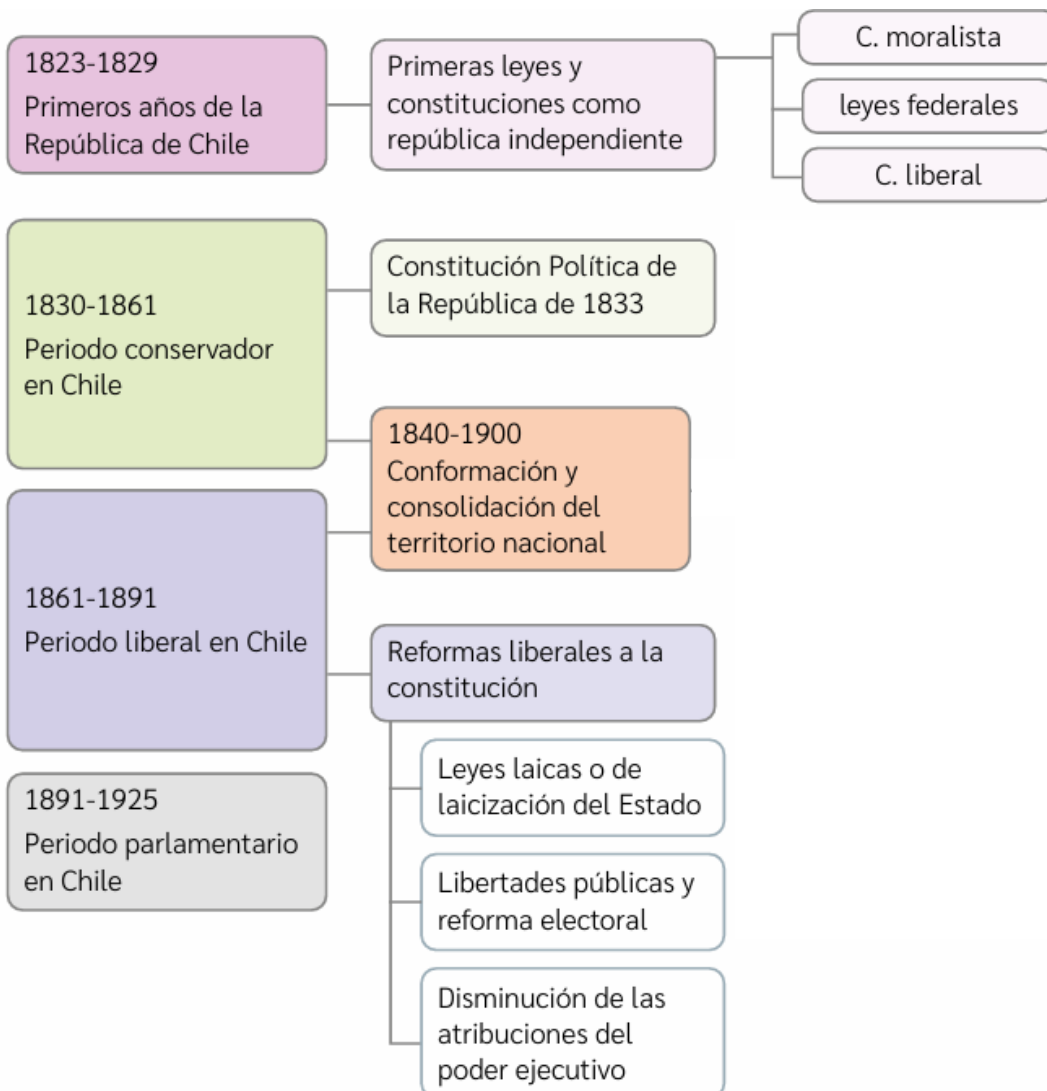 1823-1829
Primeros años de la
República de Chile
Primeras leyes y
constituciones como
república independiente
C. moralista
leyes federales
C. liberal
1830-1861
Periodo conservador
en Chile
Constitución Política de
la República de 1833
1840-1900
Conformación y
consolidación del
territorio nacional
1861-1891
Periodo liberal en Chile
Reformas liberales a la
constitución
Leyes laicas o de
laicización del Estado
Libertades públicas y
reforma electoral
Disminución de las
atribuciones del
poder ejecutivo
1891-1925
Periodo parlamentario
en Chile